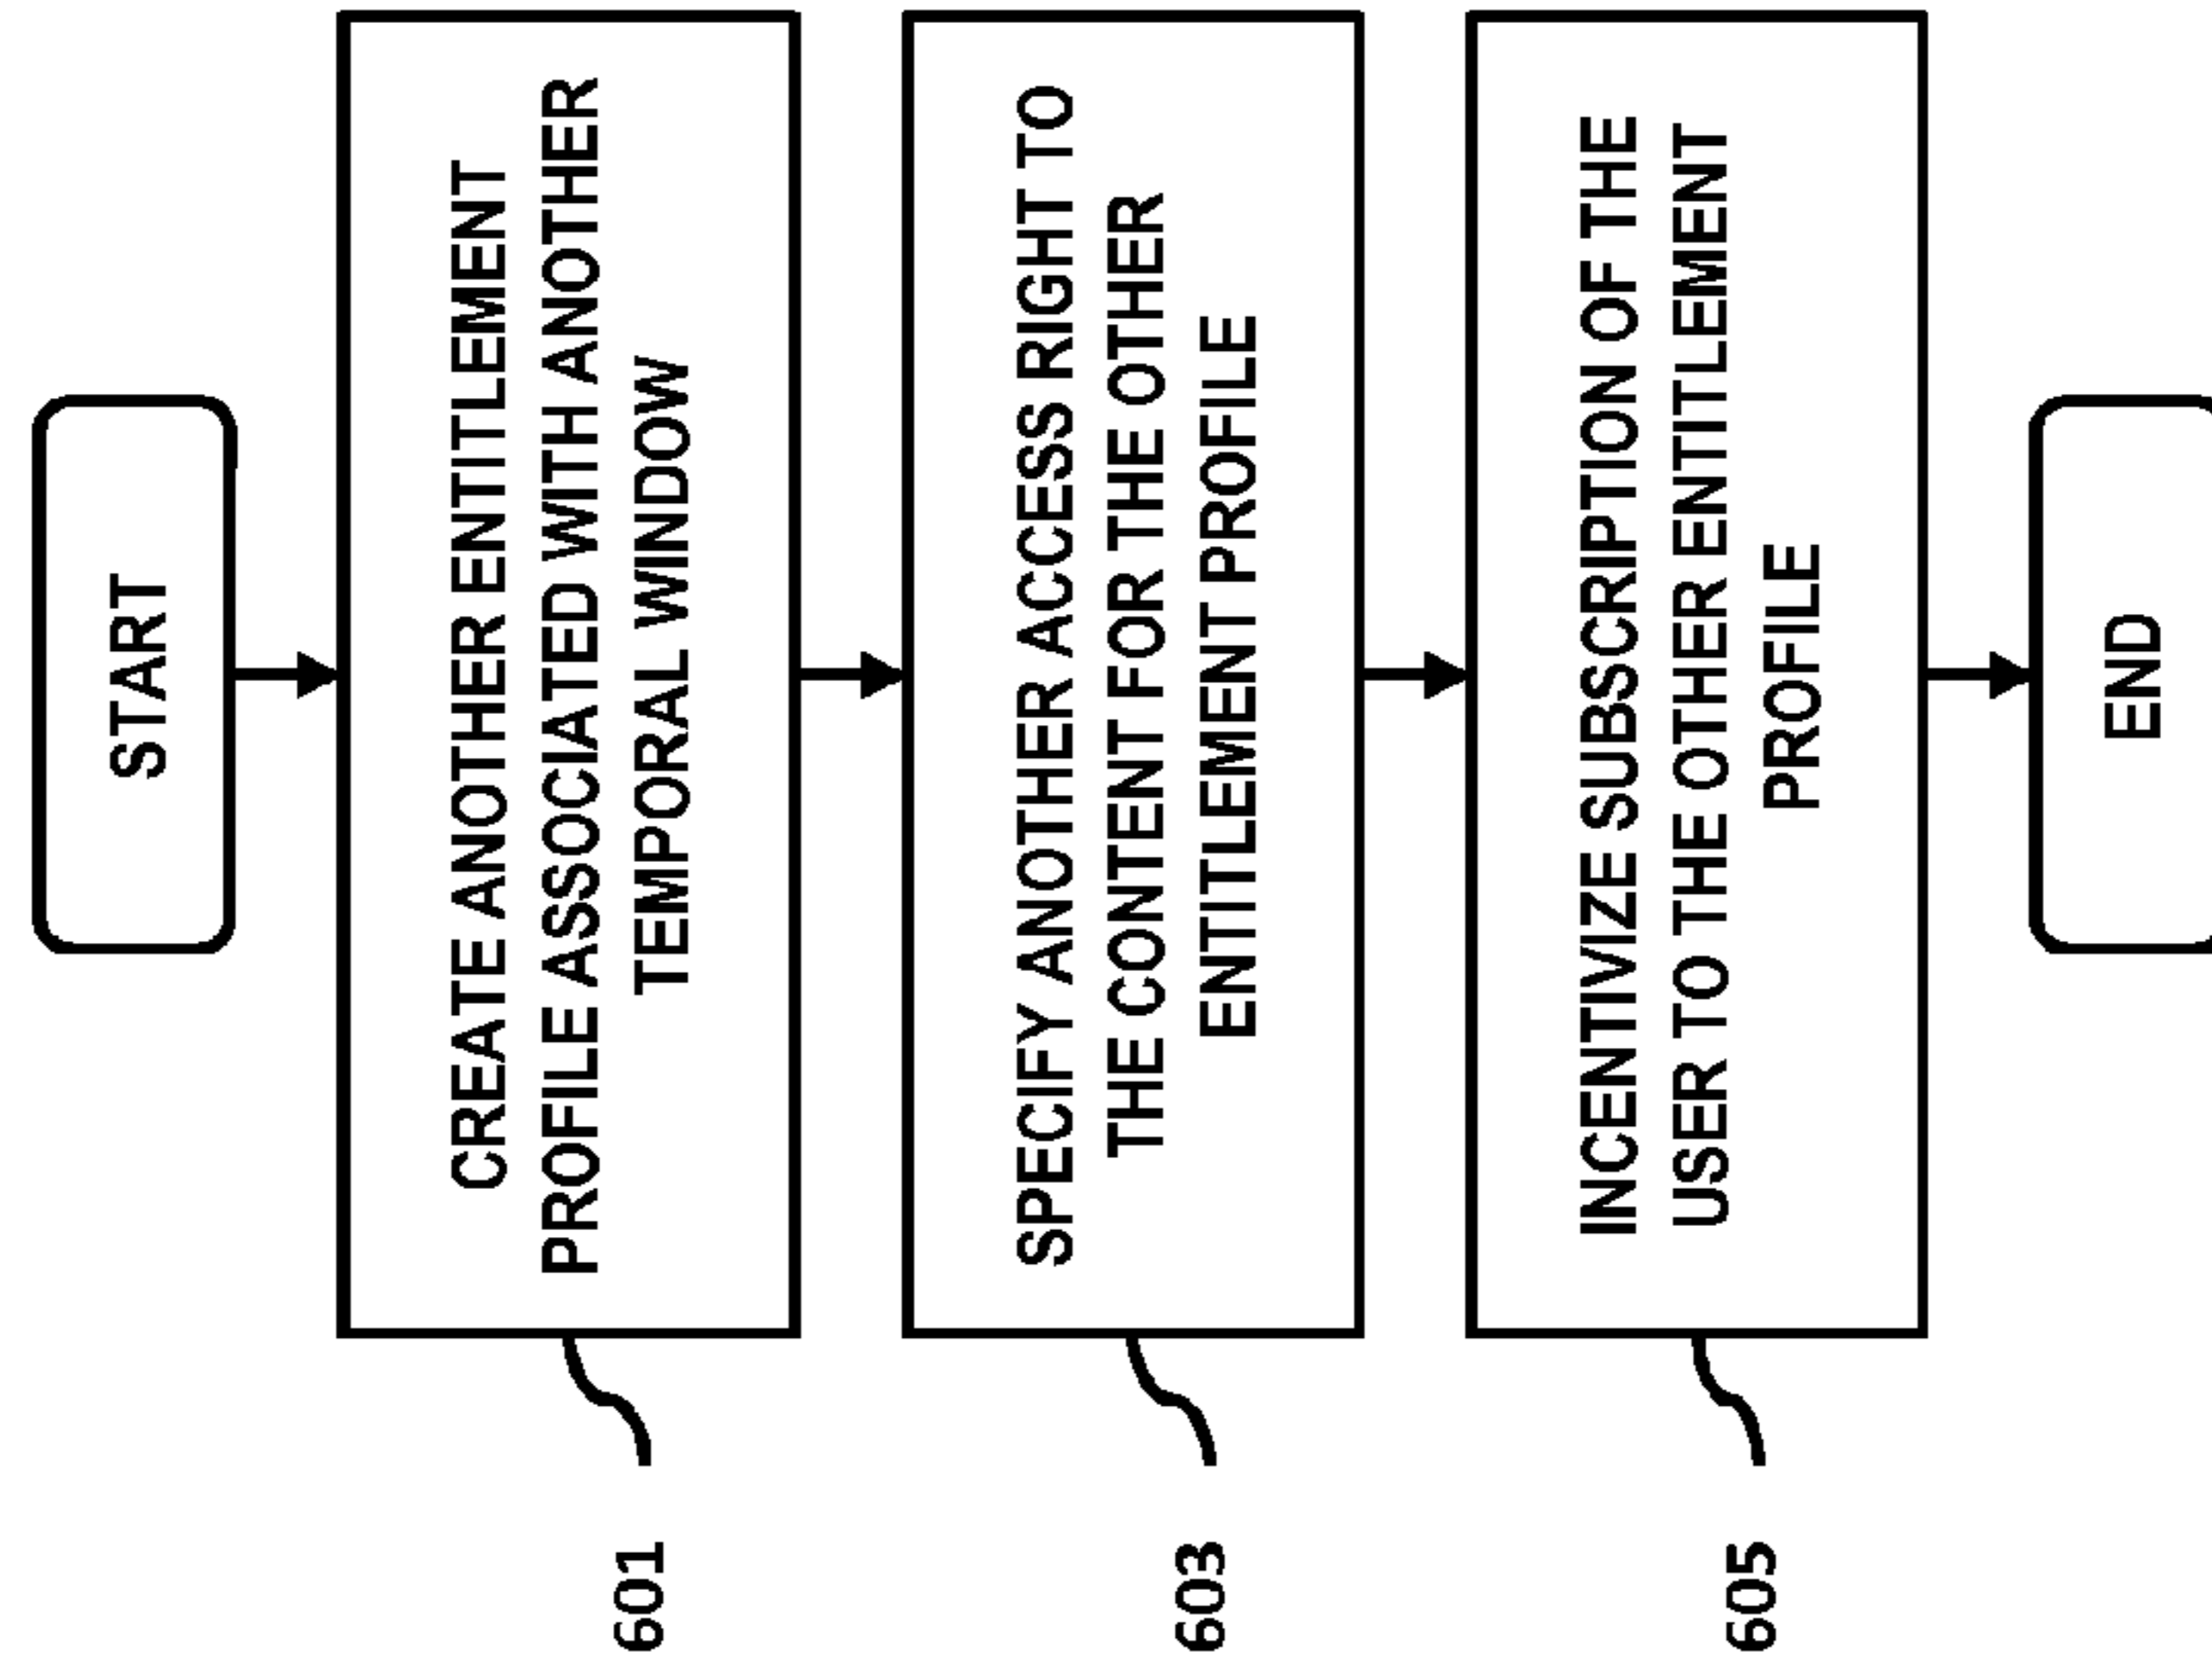 START
CREATE ANOTHER ENTITLEMENT
PROFILE ASSOCIATED WITH ANOTHER
TEMPORAL WINDOW
601
SPECIFY ANOTHER ACCESS RIGHT TO
THE CONTENT FOR THE OTHER
ENTITLEMENT PROFILE
603
INCENTIVIZE SUBSCRIPTION OF THE
USER TO THE OTHER ENTITLEMENT
PROFILE
605
END